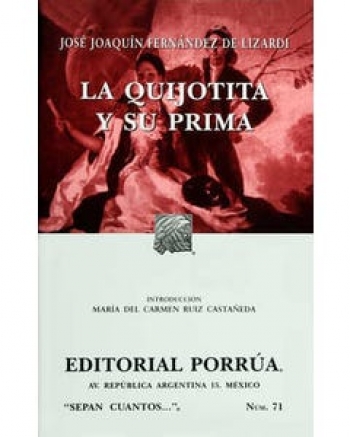 JOSÉ JOAQUÍN FERNÁNDEZ DE LIZARDI
LA QUIJOTITA
Y SU PRIMA
INTRODUCCIÓN
MARÍA DEL CARMEN RUIZ CASTAÑEDA
EDITORIAL PORRÚA
AV. REPÚBLICA ARGENTINA 15. MÉXICO
“SEPAN CUANTOS...”
NÚM. 71